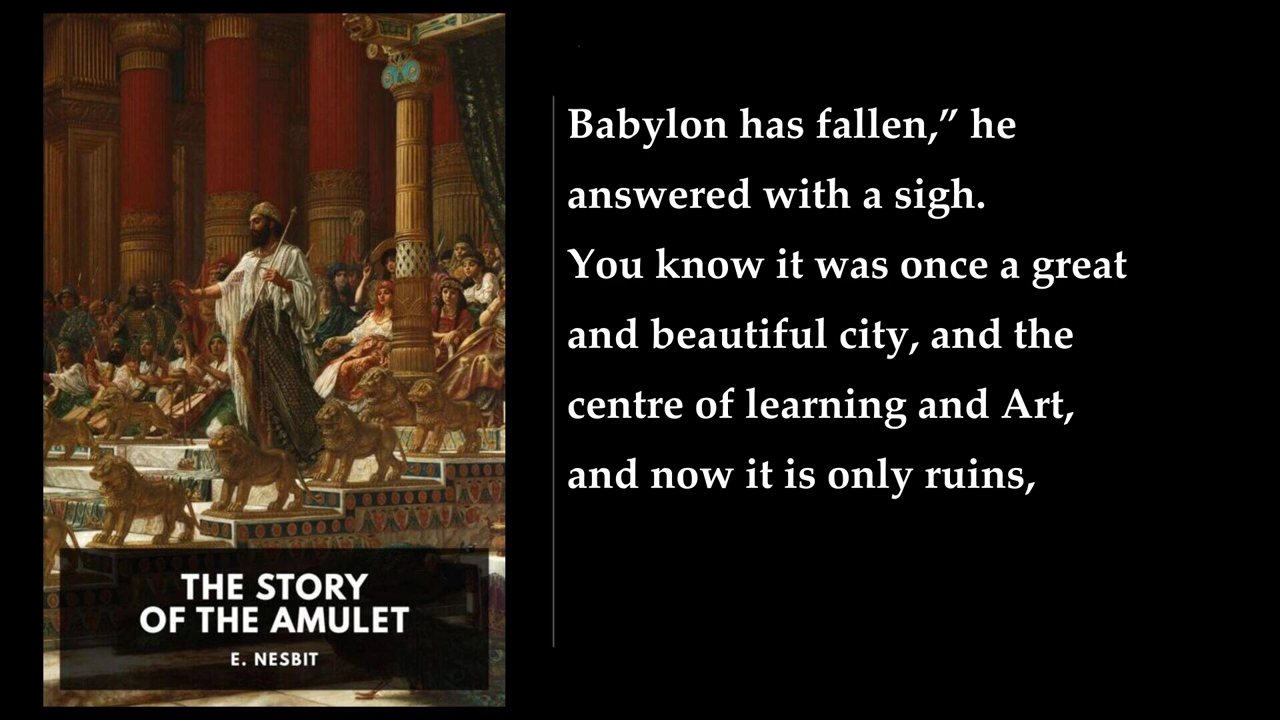 Babylon has fallen,” he
answered with a sigh.
You know it was once a great
and beautiful city, and the
centre of learning and Art,
and now it is only ruins,
THE STORY
OF THE AMULET
E. NESBIT